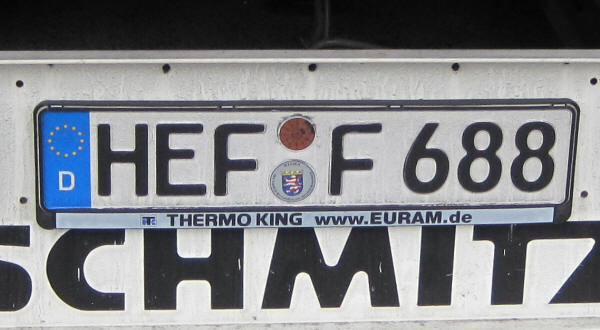 D HEF F 688
THERMO KING www.EURAM.de
SCHMITZ